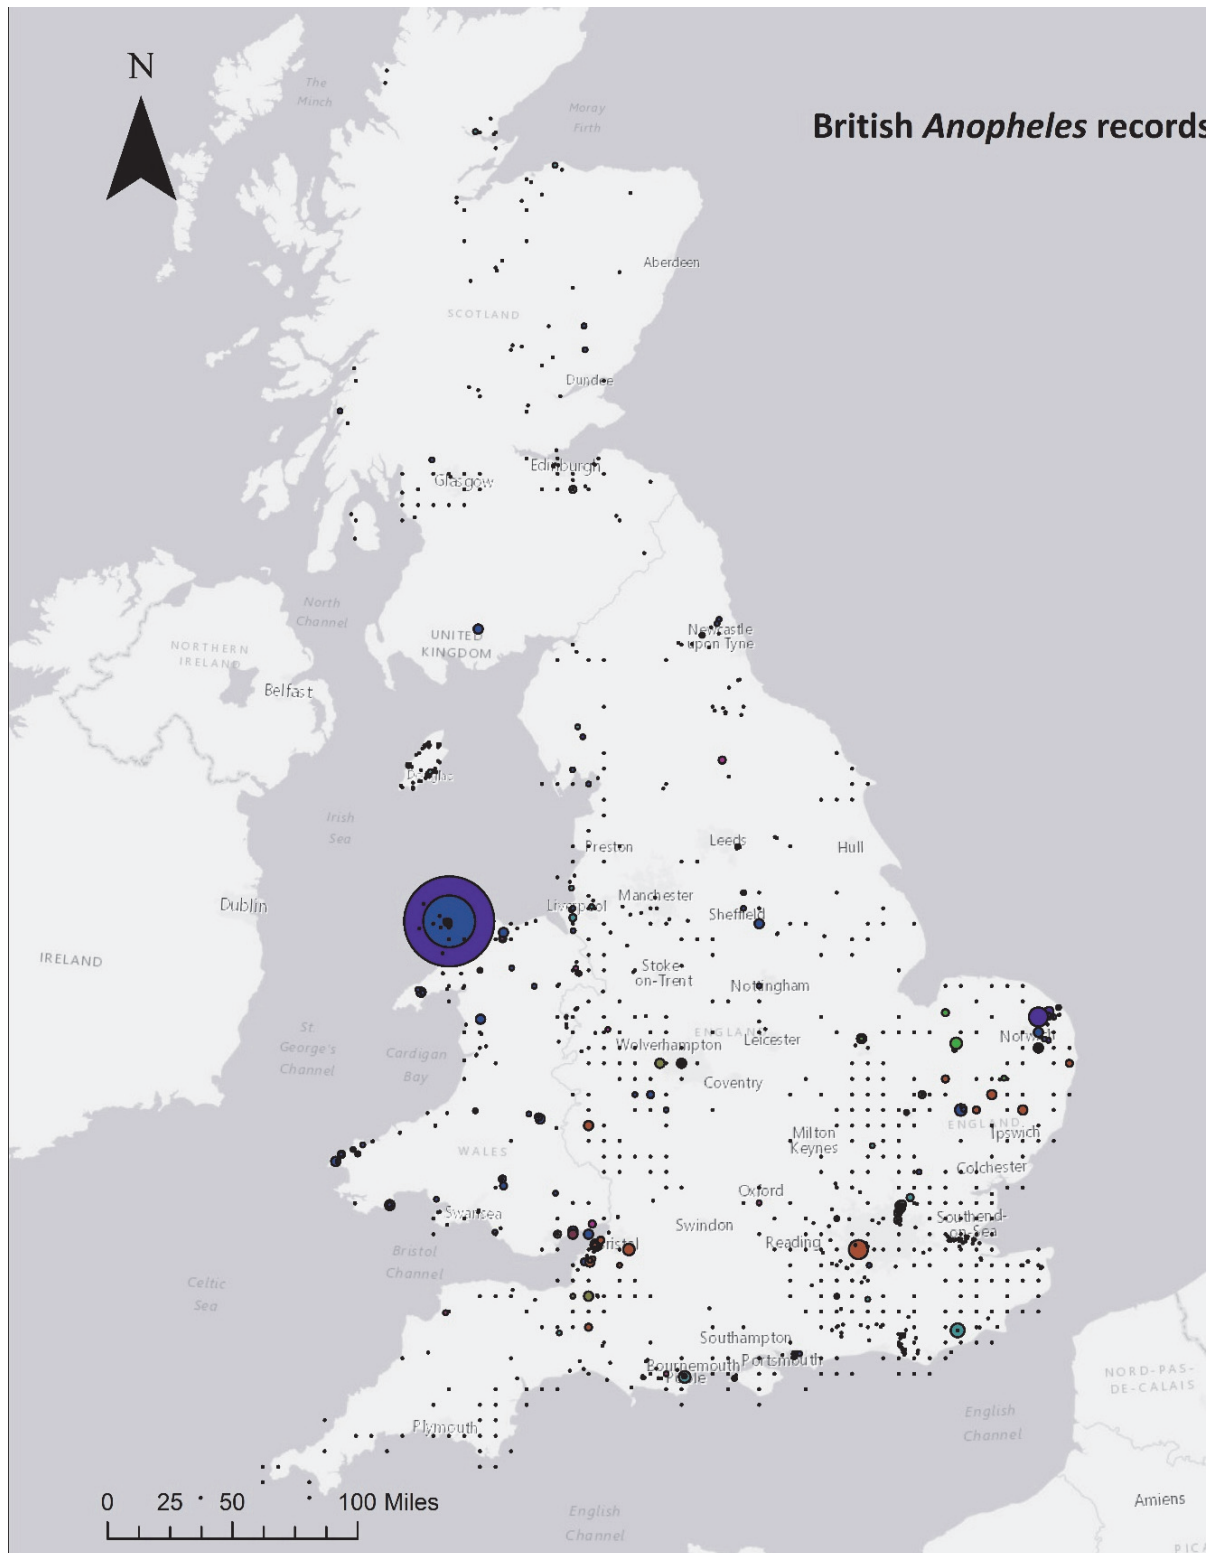 N
The
Minch
Moray
Firth
British Anopheles records
Aberdeen
SCOTLAND
Dundee
Edinburgh
Glasgow
North
Channel
NORTHERN
IRELAND
UNITED
KINGDOM
Newcastle
upon Tyne
Belfast
Douglas
Irish
Sea
Preston
Leeds
Hull
Manchester
Liverpool
Sheffield
Dublin
IRELAND
Stoke-
on-Trent
Nottingham
St
George's
Channel
Cardigan
Bay
ENGLAND
Wolverhampton
Leicester
Norwich
Coventry
WALES
Milton
Keynes
ENGLAND
Ipswich
Colchester
Oxford
Swansea
Swindon
Southend-
on-Sea
Bristol
Reading
Bristol
Channel
Celtic
Sea
Southampton
Portsmouth
Bournemouth
Poole
NORD-PAS-
DE-CALAIS
Plymouth
English
Channel
0 25 50 100 Miles
English
Channel
Amiens
PICA